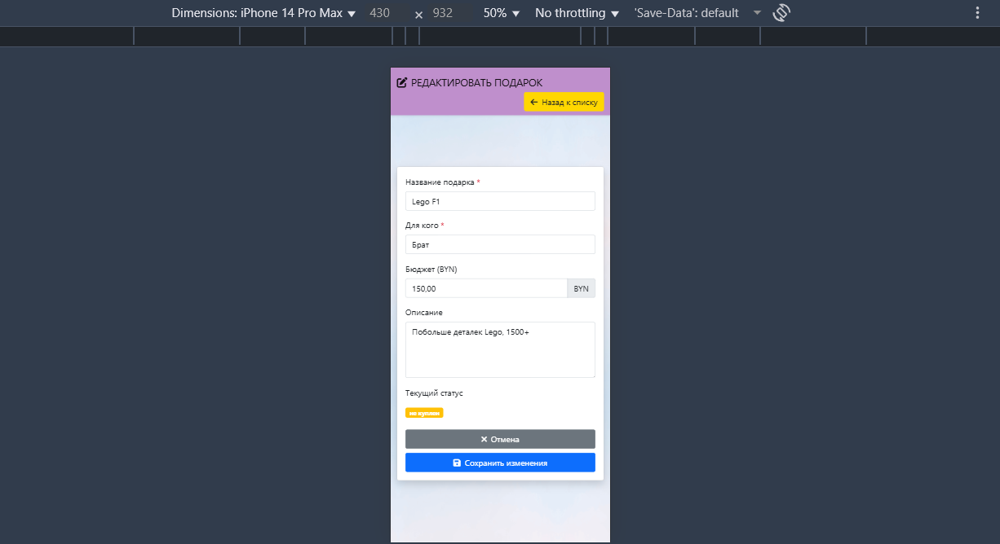 Dimensions: iPhone 14 Pro Max 430 × 932 50% No throttling 'Save-Data': default
РЕДАКТИРОВАТЬ ПОДАРОК
Назад к списку
Название подарка *
Lego F1
Для кого *
Брат
Бюджет (BYN)
150,00 BYN
Описание
Побольше деталек Lego, 1500+
Текущий статус
не куплен
Отмена
Сохранить изменения